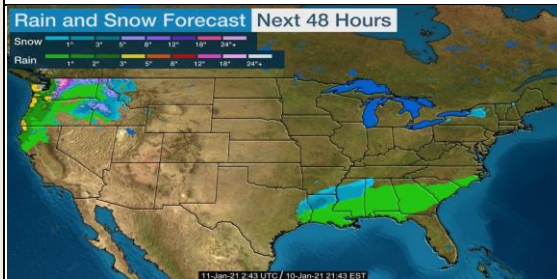 Rain and Snow Forecast Next 48 Hours
Snow 1" 3" 5" 8" 12" 18" 24"+
Rain 1" 2" 3" 5" 8" 12" 18" 24"+
11-Jan-21 2:43 UTC / 10-Jan-21 21:43 EST